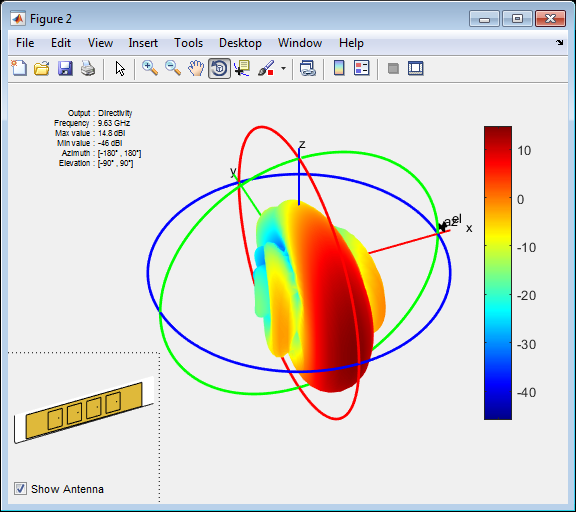 Figure 2
File Edit View Insert Tools Desktop Window Help
Output : Directivity
Frequency : 9.63 GHz
Max value : 14.8 dBi
Min value : -46 dBi
Azimuth : [-180° , 180°]
Elevation : [-90° , 90°]
z
y
az
el
x
10
0
-10
-20
-30
-40
Show Antenna